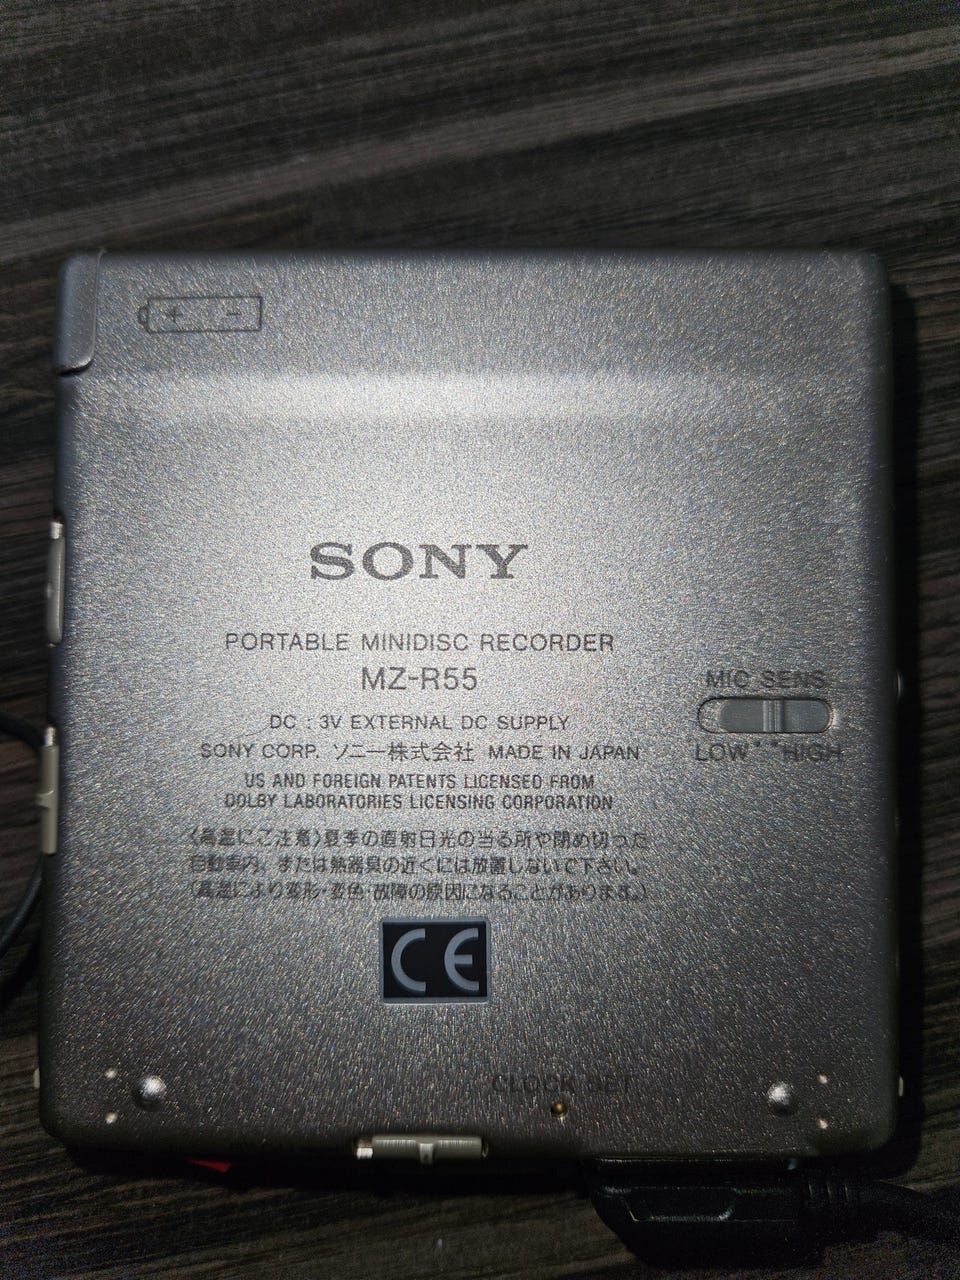 + -
SONY
PORTABLE MINIDISC RECORDER
MZ-R55
MIC SENS
LOW HIGH
DC : 3V EXTERNAL DC SUPPLY
SONY CORP. ソニー株式会社 MADE IN JAPAN
US AND FOREIGN PATENTS LICENSED FROM
DOLBY LABORATORIES LICENSING CORPORATION
〈高温にご注意〉夏季の直射日光の当る所や閉め切った
自動車内、または熱器具の近くには放置しないで下さい。
(高温により変形・変色・故障の原因になることがあります。)
CE
CLOCK SET